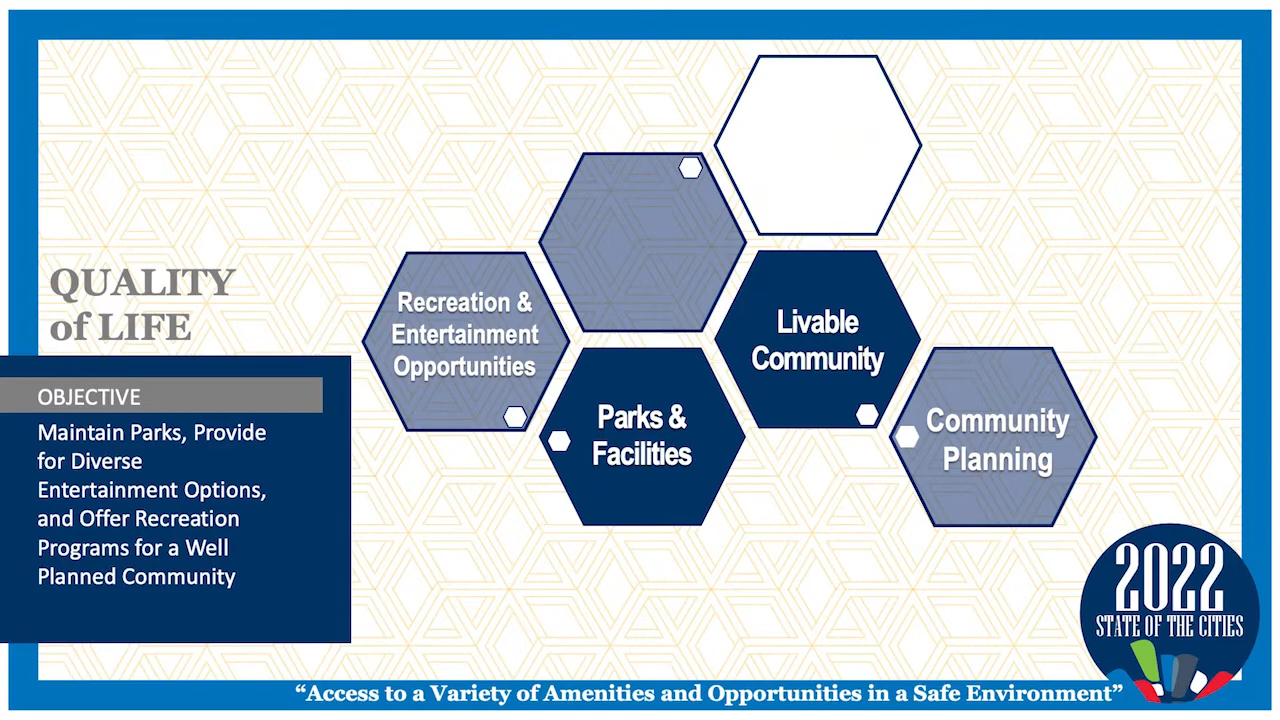 QUALITY
of LIFE
OBJECTIVE
Maintain Parks, Provide
for Diverse
Entertainment Options,
and Offer Recreation
Programs for a Well
Planned Community
Recreation &
Entertainment
Opportunities
Parks &
Facilities
Livable
Community
Community
Planning
2022
STATE OF THE CITIES
“Access to a Variety of Amenities and Opportunities in a Safe Environment”